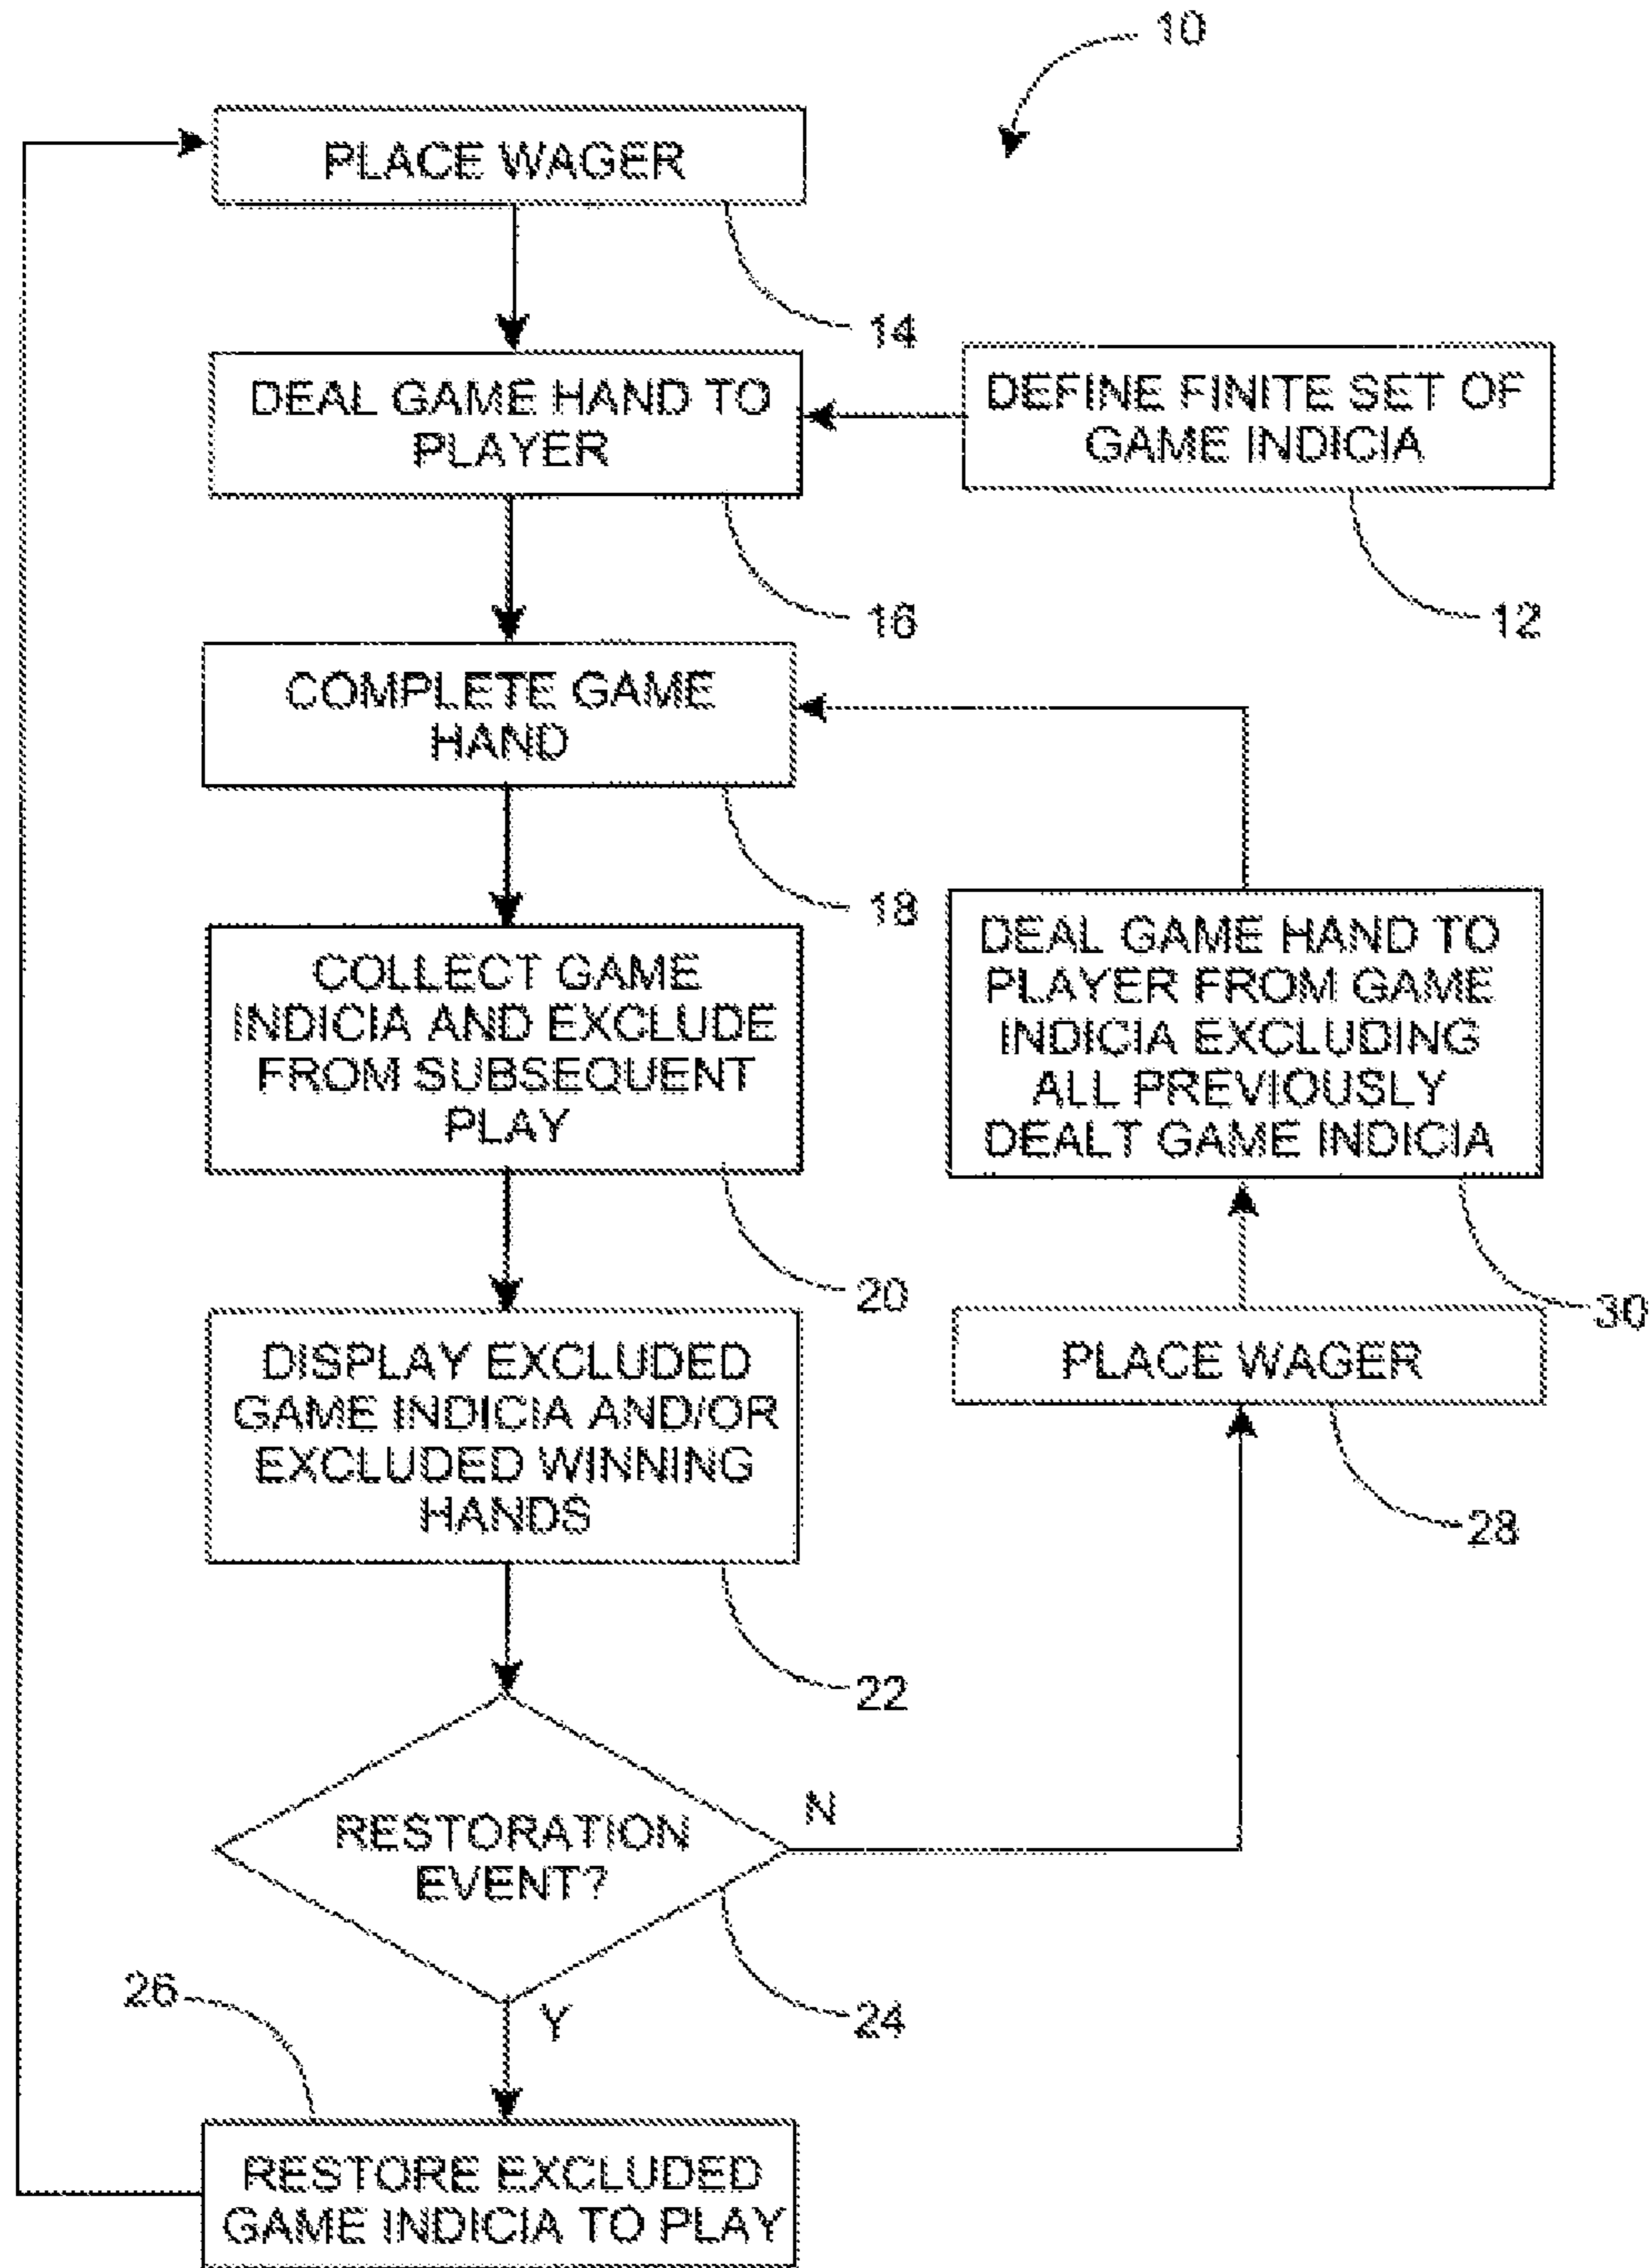 10
PLACE WAGER
14
DEAL GAME HAND TO
PLAYER
16
DEFINE FINITE SET OF
GAME INDICIA
12
COMPLETE GAME
HAND
18
COLLECT GAME
INDICIA AND EXCLUDE
FROM SUBSEQUENT
PLAY
20
DEAL GAME HAND TO
PLAYER FROM GAME
INDICIA EXCLUDING
ALL PREVIOUSLY
DEALT GAME INDICIA
30
DISPLAY EXCLUDED
GAME INDICIA AND/OR
EXCLUDED WINNING
HANDS
22
PLACE WAGER
28
RESTORATION
EVENT?
N
24
Y
26
RESTORE EXCLUDED
GAME INDICIA TO PLAY